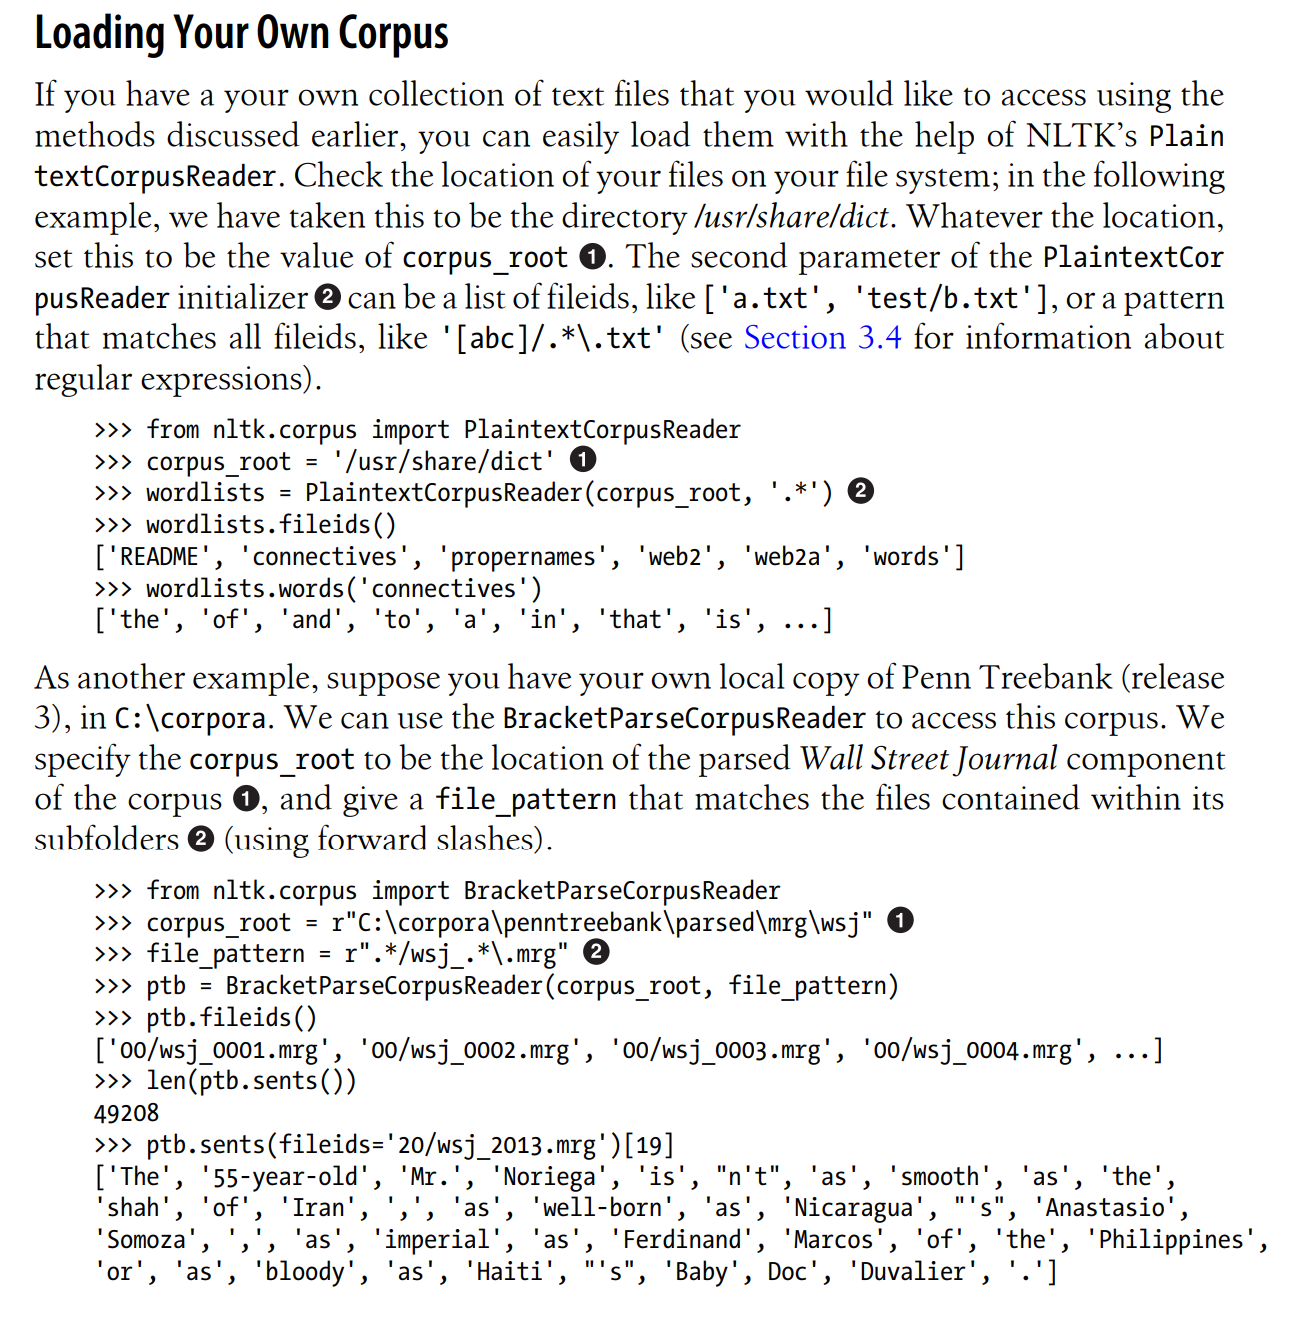 Loading Your Own Corpus
If you have a your own collection of text files that you would like to access using the
methods discussed earlier, you can easily load them with the help of NLTK’s Plain
textCorpusReader. Check the location of your files on your file system; in the following
example, we have taken this to be the directory /usr/share/dict. Whatever the location,
set this to be the value of corpus_root ❶. The second parameter of the PlaintextCor
pusReader initializer ❷ can be a list of fileids, like ['a.txt', 'test/b.txt'], or a pattern
that matches all fileids, like '[abc]/.*\.txt' (see Section 3.4 for information about
regular expressions).
>>> from nltk.corpus import PlaintextCorpusReader
>>> corpus_root = '/usr/share/dict' ❶
>>> wordlists = PlaintextCorpusReader(corpus_root, '.*') ❷
>>> wordlists.fileids()
['README', 'connectives', 'propernames', 'web2', 'web2a', 'words']
>>> wordlists.words('connectives')
['the', 'of', 'and', 'to', 'a', 'in', 'that', 'is', ...]
As another example, suppose you have your own local copy of Penn Treebank (release
3), in C:\corpora. We can use the BracketParseCorpusReader to access this corpus. We
specify the corpus_root to be the location of the parsed Wall Street Journal component
of the corpus ❶, and give a file_pattern that matches the files contained within its
subfolders ❷ (using forward slashes).
>>> from nltk.corpus import BracketParseCorpusReader
>>> corpus_root = r"C:\corpora\penntreebank\parsed\mrg\wsj" ❶
>>> file_pattern = r".*/wsj_.*\.mrg" ❷
>>> ptb = BracketParseCorpusReader(corpus_root, file_pattern)
>>> ptb.fileids()
['00/wsj_0001.mrg', '00/wsj_0002.mrg', '00/wsj_0003.mrg', '00/wsj_0004.mrg', ...]
>>> len(ptb.sents())
49208
>>> ptb.sents(fileids='20/wsj_2013.mrg')[19]
['The', '55-year-old', 'Mr.', 'Noriega', 'is', "n't", 'as', 'smooth', 'as', 'the',
'shah', 'of', 'Iran', ',', 'as', 'well-born', 'as', 'Nicaragua', "'s", 'Anastasio',
'Somoza', ',', 'as', 'imperial', 'as', 'Ferdinand', 'Marcos', 'of', 'the', 'Philippines',
'or', 'as', 'bloody', 'as', 'Haiti', "'s", 'Baby', Doc', 'Duvalier', '.']